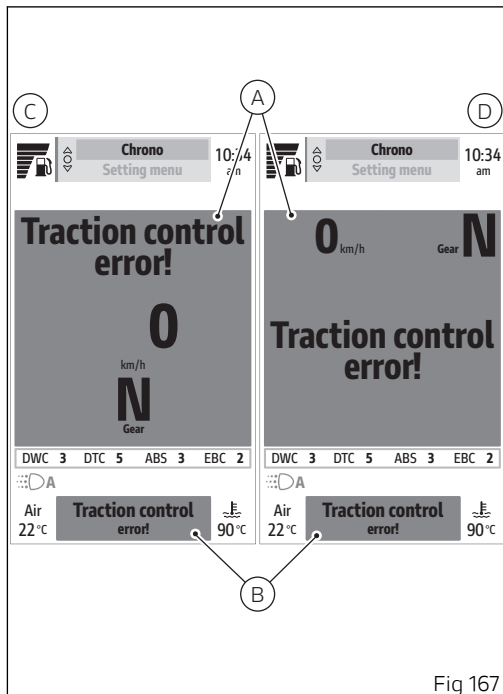 C
A
D
Chrono
Setting menu
10:34
am
Traction control
error!
0
km/h
N
Gear
DWC 3 DTC 5 ABS 3 EBC 2
A
Air
22 °C
Traction control
error!
90 °C
Chrono
Setting menu
10:34
am
0 km/h
Gear N
Traction control
error!
DWC 3 DTC 5 ABS 3 EBC 2
A
Air
22 °C
Traction control
error!
90 °C
B
Fig 167